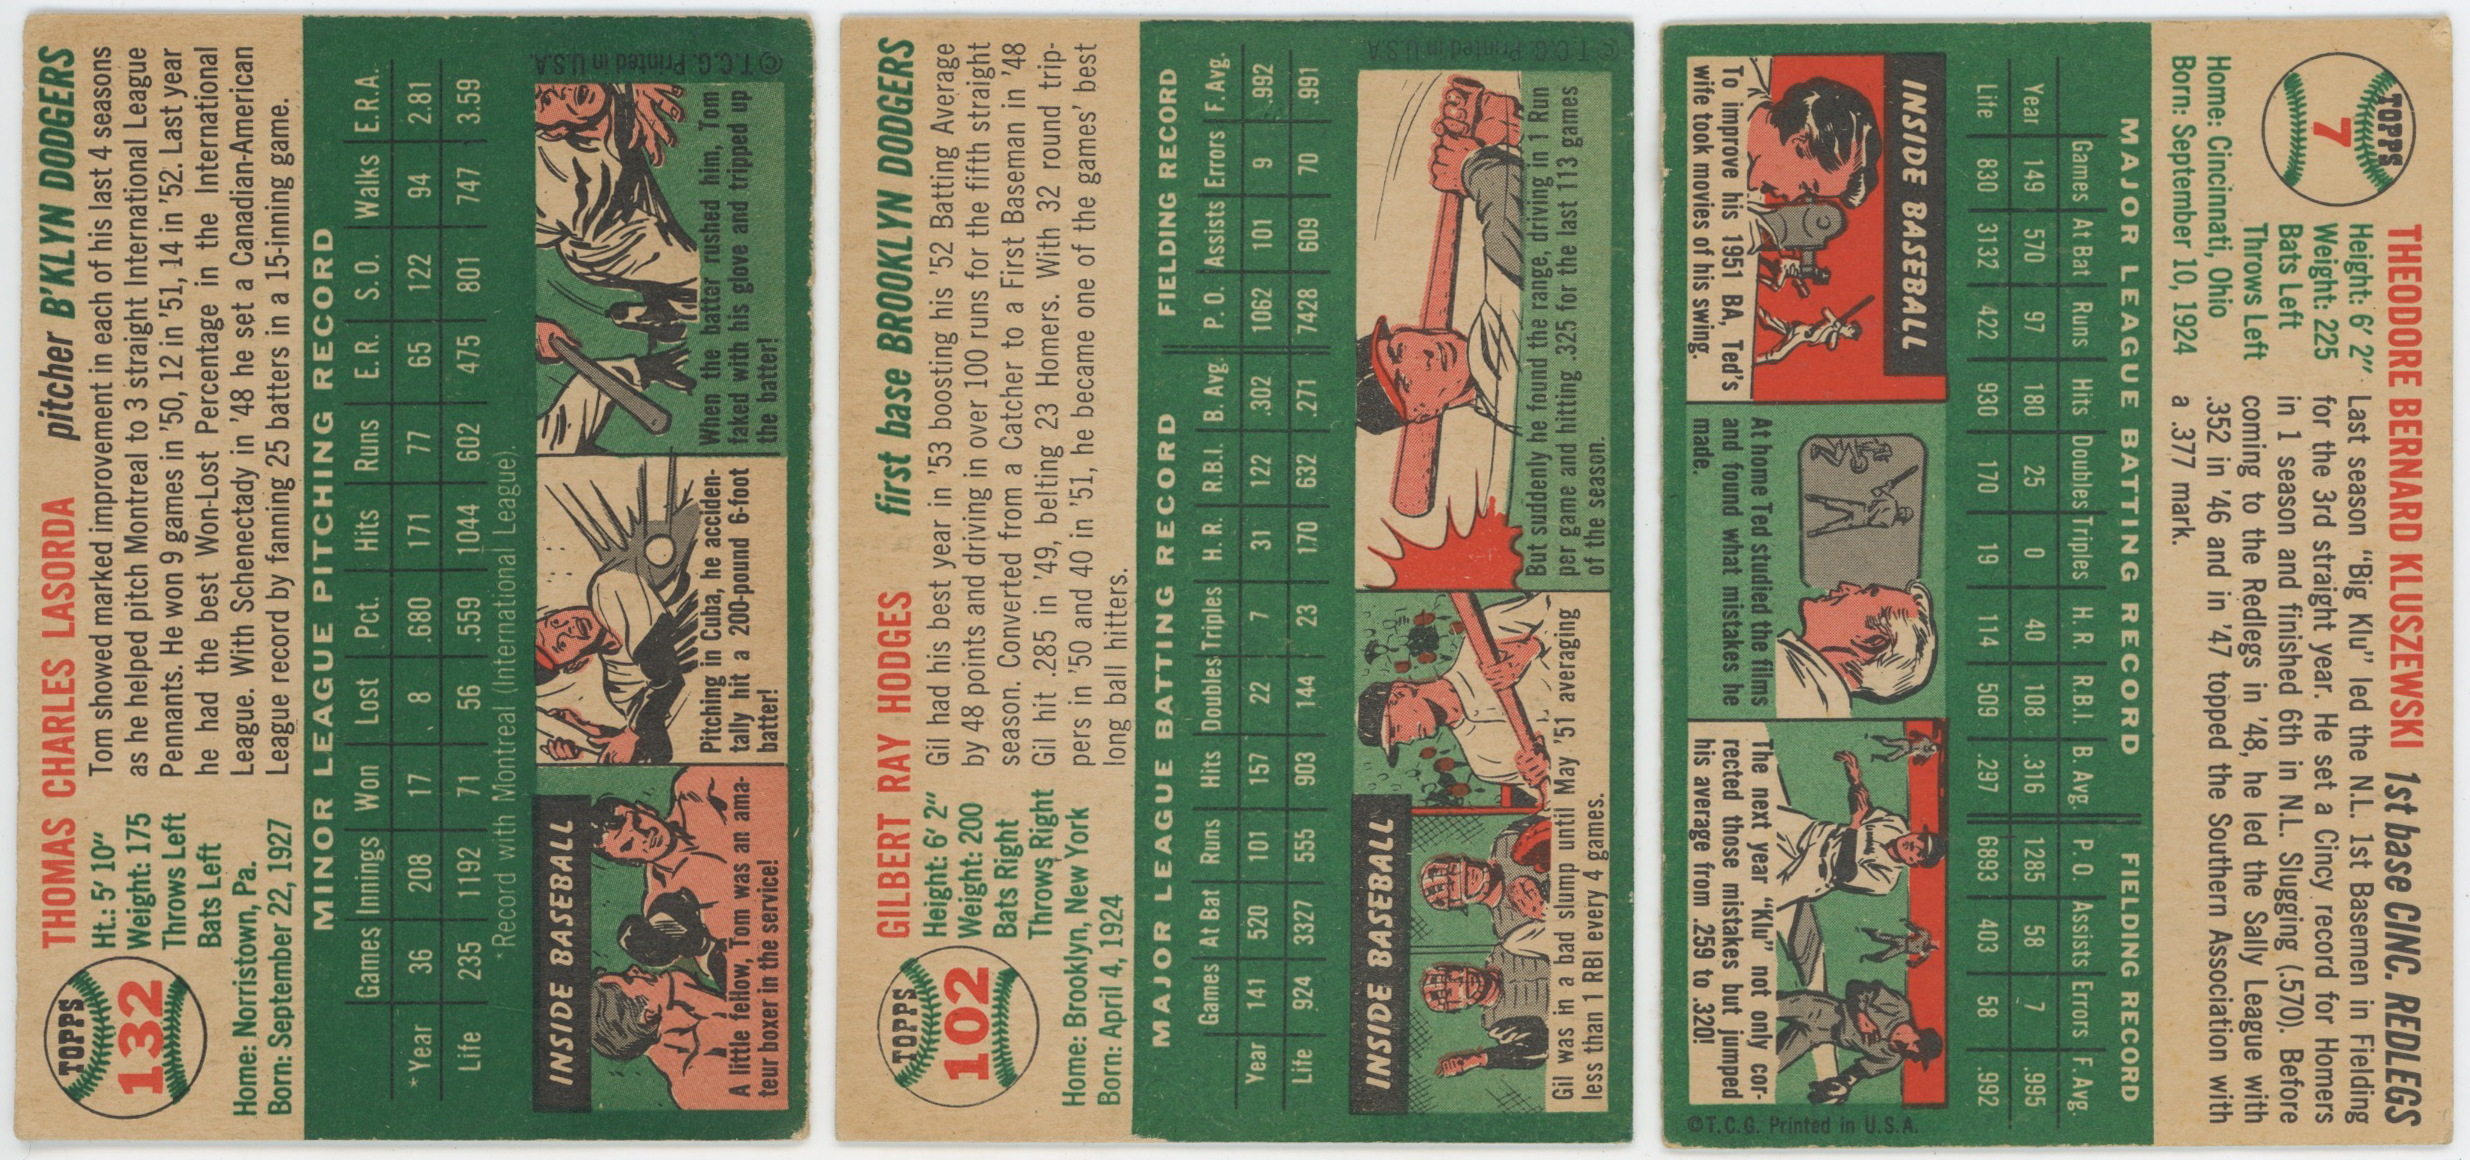 TOPPS
132
THOMAS CHARLES LASORDA pitcher B'KLYN DODGERS
Ht.: 5' 10"
Weight: 175
Throws Left
Bats Left
Home: Norristown, Pa.
Born: September 22, 1927
Tom showed marked improvement in each of his last 4 seasons
as he helped pitch Montreal to 3 straight International League
Pennants. He won 9 games in '50, 12 in '51, 14 in '52. Last year
he had the best Won-Lost Percentage in the International
League. With Schenectady in '48 he set a Canadian-American
League record by fanning 25 batters in a 15-inning game.
MINOR LEAGUE PITCHING RECORD
Games Innings Won Lost Pct. Hits Runs E. R. S. O. Walks E.R.A.
* Year 36 208 17 8 .680 171 77 65 122 94 2.81
Life 235 1192 71 56 .559 1044 602 475 801 747 3.59
*Record with Montreal (International League).
INSIDE BASEBALL
A little fellow, Tom was an ama-
teur boxer in the service!
Pitching in Cuba, he acciden-
tally hit a 200-pound 6-foot
batter!
When the batter rushed him, Tom
faked with his glove and tripped up
the batter!
© T.C.G. Printed in U.S.A.
TOPPS
102
GILBERT RAY HODGES first base BROOKLYN DODGERS
Height: 6' 2"
Weight: 200
Bats Right
Throws Right
Home: Brooklyn, New York
Born: April 4, 1924
Gil had his best year in '53 boosting his '52 Batting Average
by 48 points and driving in over 100 runs for the fifth straight
season. Converted from a Catcher to a First Baseman in '48
Gil hit .285 in '49, belting 23 Homers. With 32 round trip-
pers in '50 and 40 in '51, he became one of the games' best
long ball hitters.
MAJOR LEAGUE BATTING RECORD FIELDING RECORD
Games At Bat Runs Hits Doubles Triples H. R. R.B.I. B. Avg. P. O. Assists Errors F. Avg.
Year 141 520 101 157 22 7 31 122 .302 1062 101 9 .992
Life 924 3327 555 903 144 23 170 632 .271 7428 609 70 .991
INSIDE BASEBALL
Gil was in a bad slump until May '51 averaging
less than 1 RBI every 4 games.
But suddenly he found the range, driving in 1 Run
per game and hitting .325 for the last 113 games
of the season.
© T.C.G. Printed in U.S.A.
TOPPS
7
THEODORE BERNARD KLUSZEWSKI 1st base CINC. REDLEGS
Height: 6' 2"
Weight: 225
Bats Left
Throws Left
Home: Cincinnati, Ohio
Born: September 10, 1924
Last season "Big Klu" led the N.L. 1st Basemen in Fielding
for the 3rd straight year. He set a Cincy record for Homers
in 1 season and finished 6th in N.L. Slugging (.570). Before
coming to the Redlegs in '48, he led the Sally League with
.352 in '46 and in '47 topped the Southern Association with
a .377 mark.
MAJOR LEAGUE BATTING RECORD FIELDING RECORD
Games At Bat Runs Hits Doubles Triples H. R. R.B.I. B. Avg. P. O. Assists Errors F. Avg.
Year 149 570 97 180 25 0 40 108 .316 1285 58 7 .995
Life 830 3132 422 930 170 19 114 509 .297 6893 403 58 .992
INSIDE BASEBALL
To improve his 1951 BA, Ted's
wife took movies of his swing
At home Ted studied the films
and found what mistakes he
made.
The next year "Klu" not only cor-
rected those mistakes but jumped
his average from .259 to .320!
© T.C.G. Printed in U.S.A.